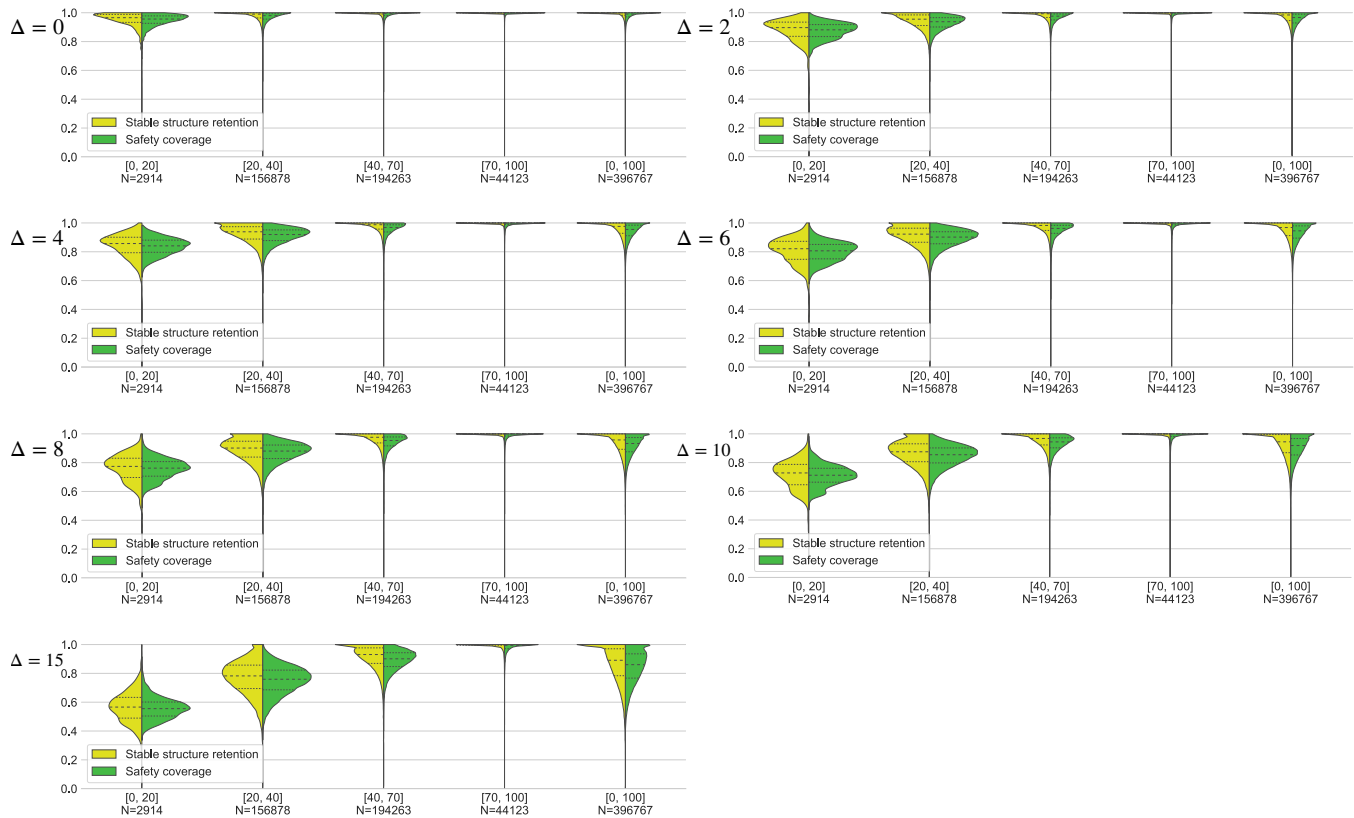 Δ = 0
1.0
0.8
0.6
0.4
0.2
0.0
Stable structure retention
Safety coverage
[0, 20] [20, 40] [40, 70] [70, 100] [0, 100]
N=2914 N=156878 N=194263 N=44123 N=396767
Δ = 2
1.0
0.8
0.6
0.4
0.2
0.0
Stable structure retention
Safety coverage
[0, 20] [20, 40] [40, 70] [70, 100] [0, 100]
N=2914 N=156878 N=194263 N=44123 N=396767
Δ = 4
1.0
0.8
0.6
0.4
0.2
0.0
Stable structure retention
Safety coverage
[0, 20] [20, 40] [40, 70] [70, 100] [0, 100]
N=2914 N=156878 N=194263 N=44123 N=396767
Δ = 6
1.0
0.8
0.6
0.4
0.2
0.0
Stable structure retention
Safety coverage
[0, 20] [20, 40] [40, 70] [70, 100] [0, 100]
N=2914 N=156878 N=194263 N=44123 N=396767
Δ = 8
1.0
0.8
0.6
0.4
0.2
0.0
Stable structure retention
Safety coverage
[0, 20] [20, 40] [40, 70] [70, 100] [0, 100]
N=2914 N=156878 N=194263 N=44123 N=396767
Δ = 10
1.0
0.8
0.6
0.4
0.2
0.0
Stable structure retention
Safety coverage
[0, 20] [20, 40] [40, 70] [70, 100] [0, 100]
N=2914 N=156878 N=194263 N=44123 N=396767
Δ = 15
1.0
0.8
0.6
0.4
0.2
0.0
Stable structure retention
Safety coverage
[0, 20] [20, 40] [40, 70] [70, 100] [0, 100]
N=2914 N=156878 N=194263 N=44123 N=396767